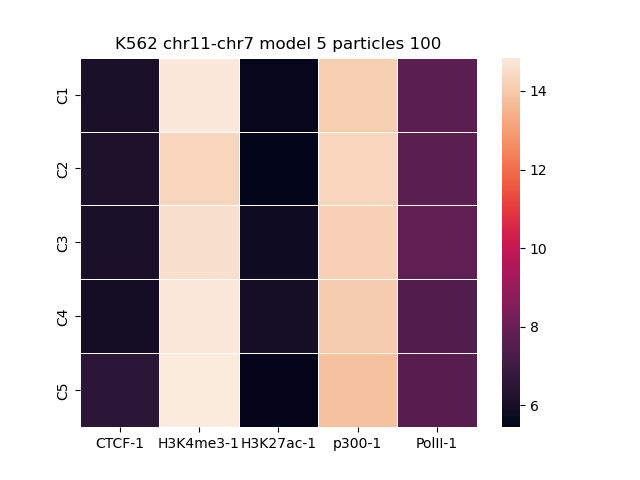 K562 chr11-chr7 model 5 particles 100
C1
C2
C3
C4
C5
CTCF-1 H3K4me3-1 H3K27ac-1 p300-1 PolII-1
14
12
10
8
6